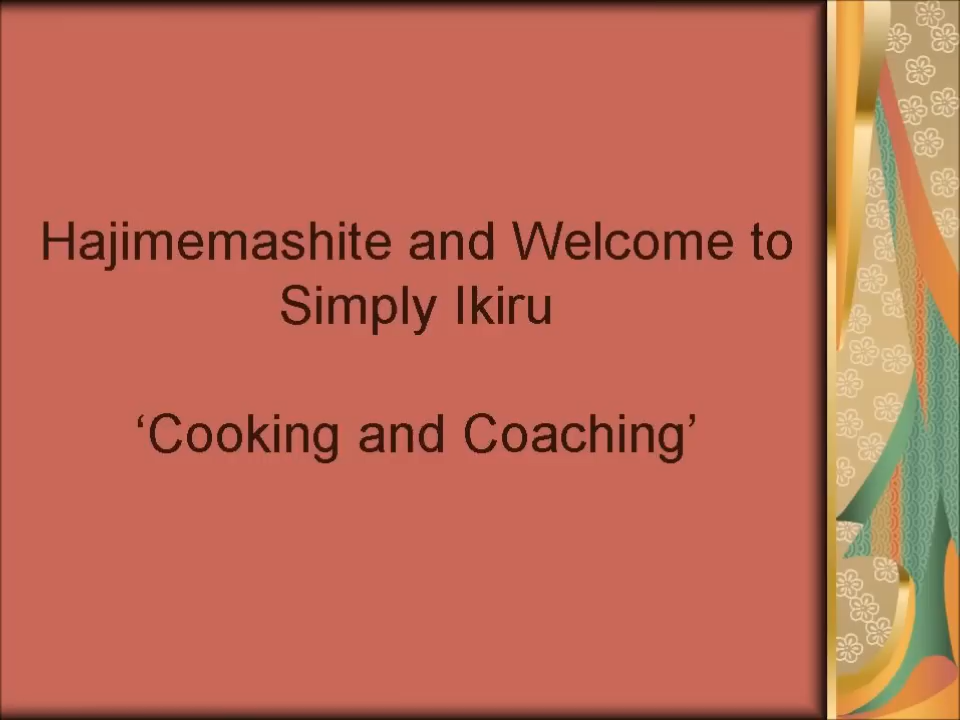 Hajimemashite and Welcome to
Simply Ikiru
‘Cooking and Coaching’